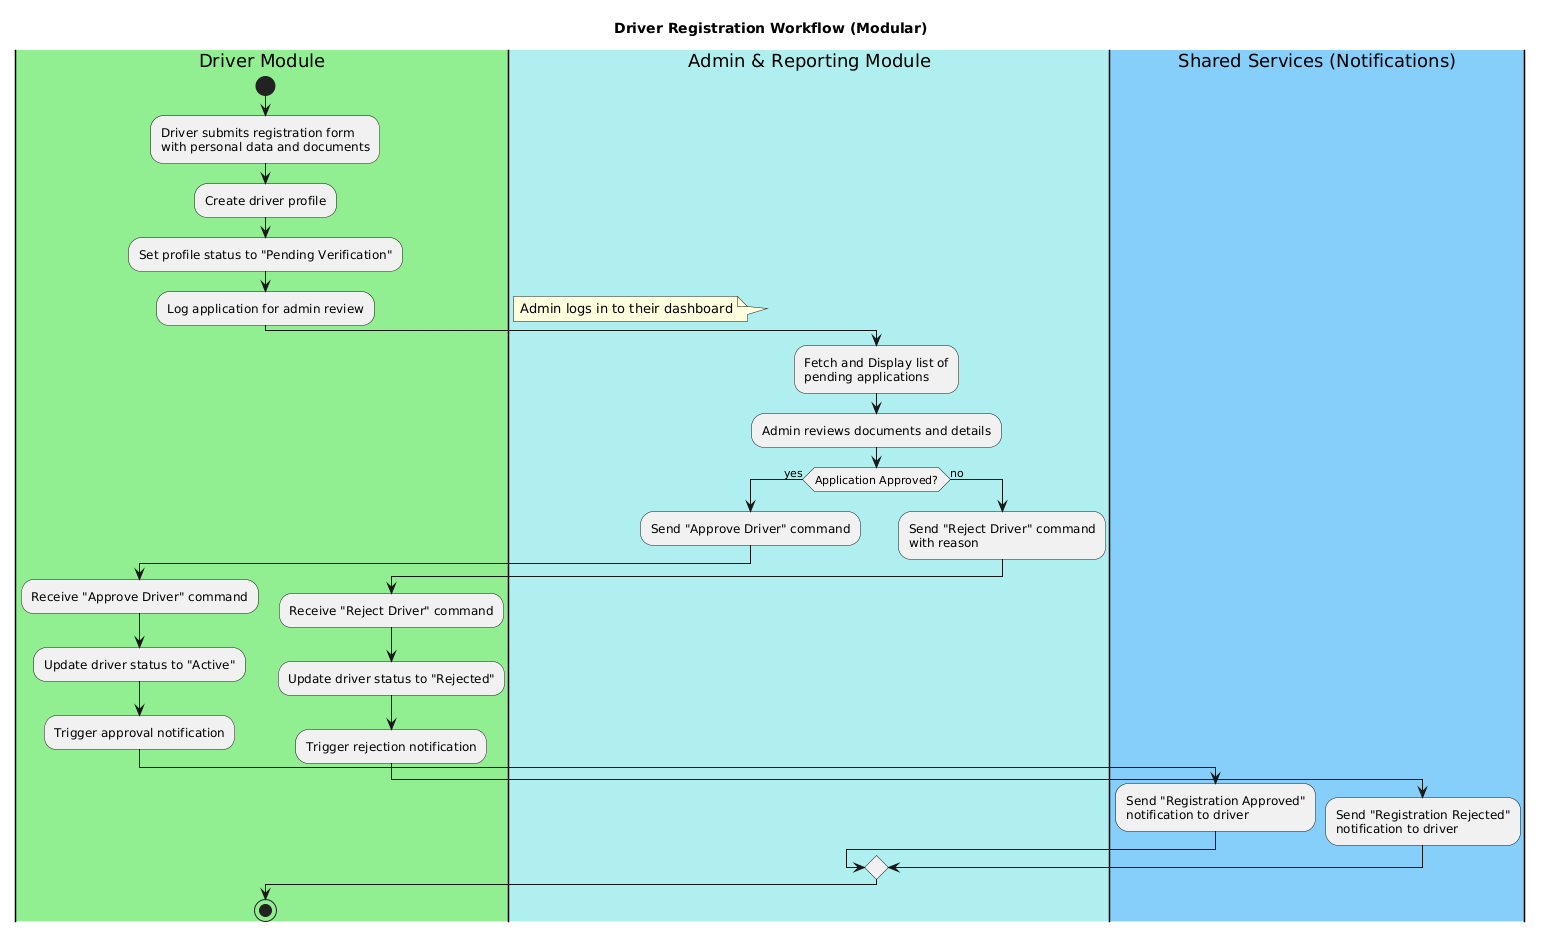 Driver Registration Workflow (Modular)
Driver Module
Admin & Reporting Module
Shared Services (Notifications)
Driver submits registration form
with personal data and documents
Create driver profile
Set profile status to "Pending Verification"
Log application for admin review
Admin logs in to their dashboard
Fetch and Display list of
pending applications
Admin reviews documents and details
yes
Application Approved?
no
Send "Approve Driver" command
Send "Reject Driver" command
with reason
Receive "Approve Driver" command
Receive "Reject Driver" command
Update driver status to "Active"
Update driver status to "Rejected"
Trigger approval notification
Trigger rejection notification
Send "Registration Approved"
notification to driver
Send "Registration Rejected"
notification to driver